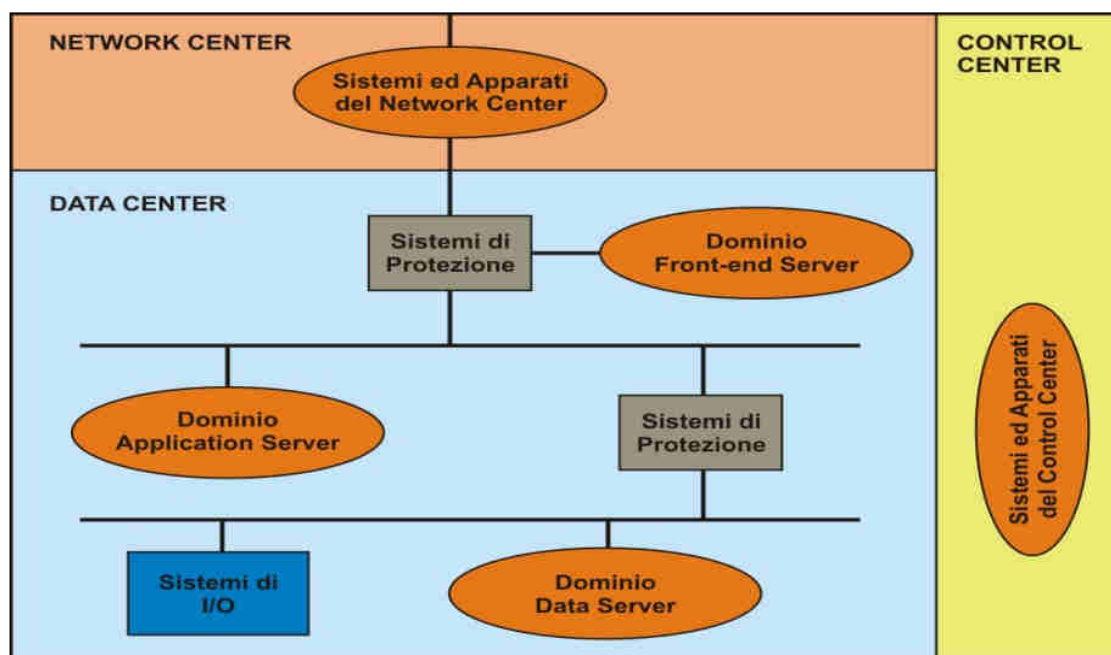 NETWORK CENTER
Sistemi ed Apparati
del Network Center
CONTROL
CENTER
DATA CENTER
Sistemi di
Protezione
Dominio
Front-end Server
Dominio
Application Server
Sistemi di
Protezione
Sistemi ed Apparati
del Control Center
Sistemi di
I/O
Dominio
Data Server